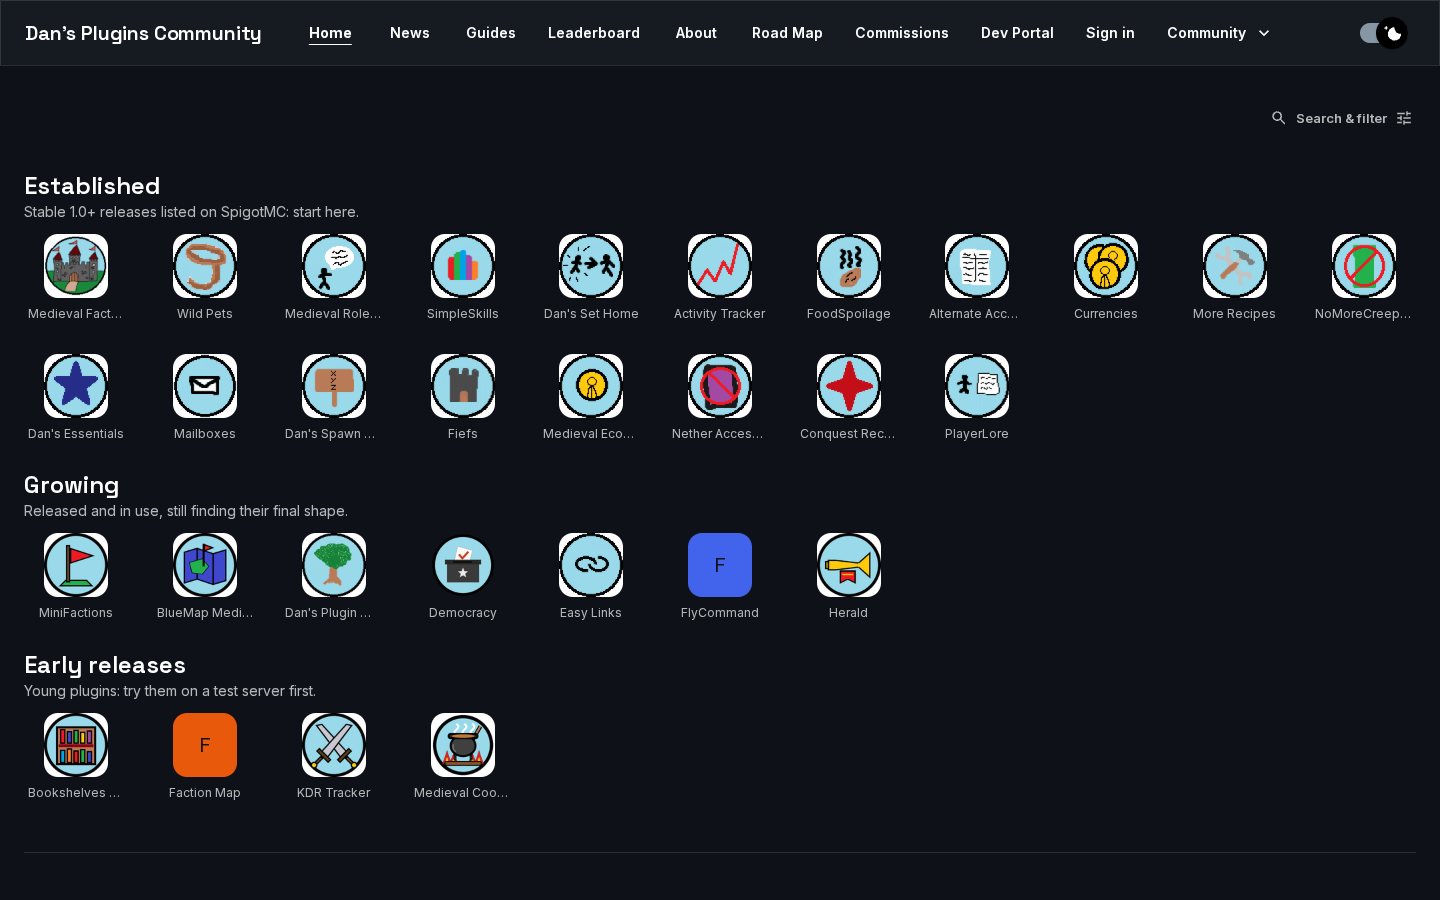 Dan's Plugins Community Home News Guides Leaderboard About Road Map Commissions Dev Portal Sign in Community
Search & filter
Established
Stable 1.0+ releases listed on SpigotMC: start here.
Medieval Fact... Wild Pets Medieval Role... SimpleSkills Dan's Set Home Activity Tracker FoodSpoilage Alternate Acc... Currencies More Recipes NoMoreCreep...
X
Y
Z
Dan's Essentials Mailboxes Dan's Spawn ... Fiefs Medieval Eco... Nether Acces... Conquest Rec... PlayerLore
Growing
Released and in use, still finding their final shape.
F
MiniFactions BlueMap Medi... Dan's Plugin ... Democracy Easy Links FlyCommand Herald
Early releases
Young plugins: try them on a test server first.
F
Bookshelves ... Faction Map KDR Tracker Medieval Coo...